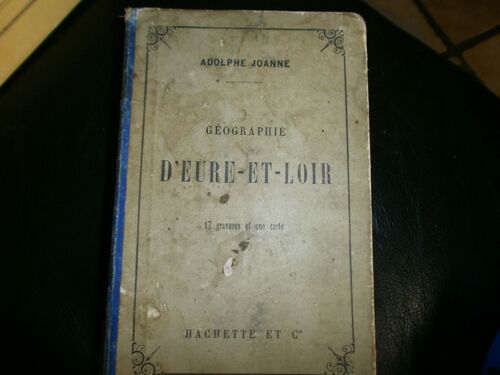 ADOLPHE JOANNE
GÉOGRAPHIE
D'EURE-ET-LOIR
17 gravures et une carte
HACHETTE ET Cie